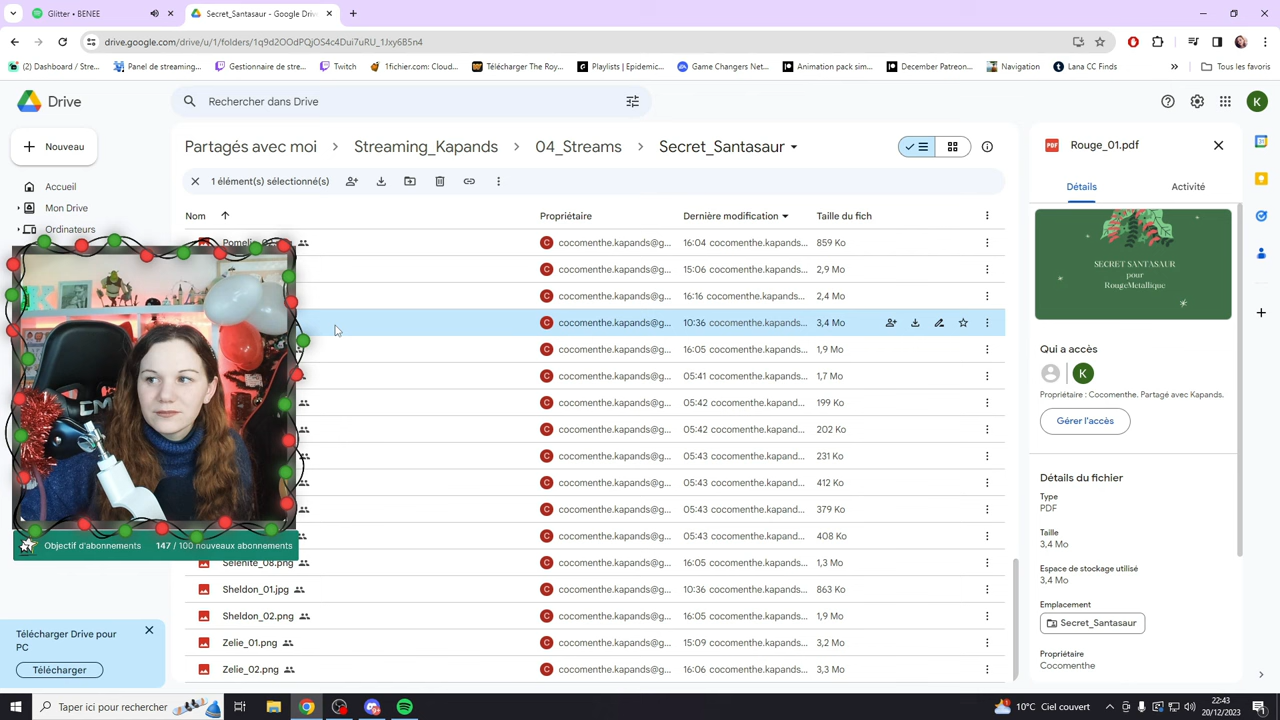 Glitter • BENEE
Secret_Santasaur - Google Driv
drive.google.com/drive/u/1/folders/1q9d2OOdPQjOS4c4Dui7uRU_1Jxy6B5n4
(2) Dashboard / Stre...
Panel de streaming...
Gestionnaire de stre...
Twitch
1fichier.com: Cloud...
Télécharger The Roy...
Playlists | Epidemic...
Game Changers Net...
Animation pack sim...
December Patreon...
Navigation
Lana CC Finds
Tous les favoris
Drive
Rechercher dans Drive
K
Nouveau
Accueil
Mon Drive
Ordinateurs
Partagés avec moi
Streaming_Kapands
04_Streams
Secret_Santasaur
1 élément(s) sélectionné(s)
Nom
Propriétaire
Dernière modification
Taille du fich
C cocomenthe.kapands@g... 16:04 cocomenthe.kapands... 859 Ko
C cocomenthe.kapands@g... 15:06 cocomenthe.kapands... 2,9 Mo
C cocomenthe.kapands@g... 16:16 cocomenthe.kapands... 2,4 Mo
C cocomenthe.kapands@g... 10:36 cocomenthe.kapands... 3,4 Mo
C cocomenthe.kapands@g... 16:05 cocomenthe.kapands... 1,9 Mo
C cocomenthe.kapands@g... 05:41 cocomenthe.kapand... 1,7 Mo
C cocomenthe.kapands@g... 05:42 cocomenthe.kapand... 199 Ko
C cocomenthe.kapands@g... 05:42 cocomenthe.kapand... 202 Ko
C cocomenthe.kapands@g... 05:43 cocomenthe.kapand... 231 Ko
C cocomenthe.kapands@g... 05:43 cocomenthe.kapand... 412 Ko
C cocomenthe.kapands@g... 05:43 cocomenthe.kapand... 379 Ko
C cocomenthe.kapands@g... 05:43 cocomenthe.kapand... 408 Ko
Selenite_08.png C cocomenthe.kapands@g... 16:05 cocomenthe.kapands... 1,3 Mo
Sheldon_01.jpg C cocomenthe.kapands@g... 10:36 cocomenthe.kapands... 863 Ko
Sheldon_02.png C cocomenthe.kapands@g... 16:05 cocomenthe.kapands... 1,9 Mo
Zelie_01.png C cocomenthe.kapands@g... 15:09 cocomenthe.kapands... 3,2 Mo
Zelie_02.png C cocomenthe.kapands@g... 16:06 cocomenthe.kapands... 3,3 Mo
Objectif d'abonnements 147 / 100 nouveaux abonnements
Télécharger Drive pour
PC
Télécharger
PDF Rouge_01.pdf
Détails
Activité
SECRET SANTASAUR
pour
RougeMetallique
Qui a accès
K
Propriétaire : Cocomenthe. Partagé avec Kapands.
Gérer l'accès
Détails du fichier
Type
PDF
Taille
3,4 Mo
Espace de stockage utilisé
3,4 Mo
Emplacement
Secret_Santasaur
Propriétaire
Cocomenthe
Taper ici pour rechercher
10°C Ciel couvert
22:43
20/12/2023